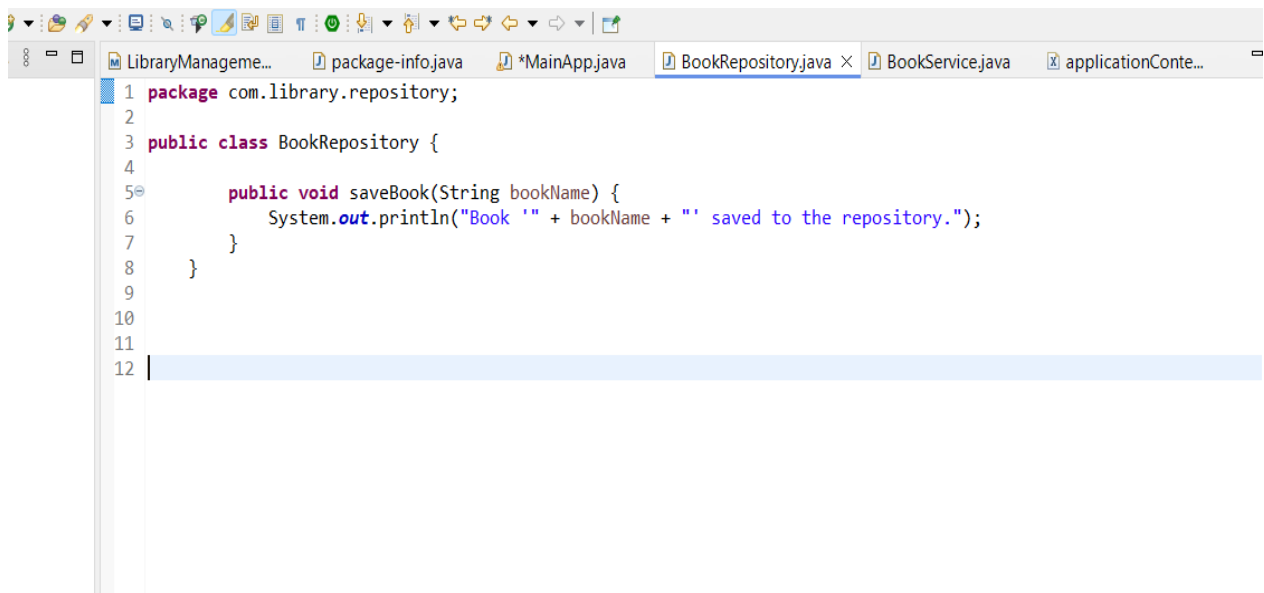 LibraryManageme... package-info.java *MainApp.java BookRepository.java BookService.java applicationConte...
1 package com.library.repository;
2
3 public class BookRepository {
4
5 public void saveBook(String bookName) {
6 System.out.println("Book '" + bookName + "' saved to the repository.");
7 }
8 }
9
10
11
12